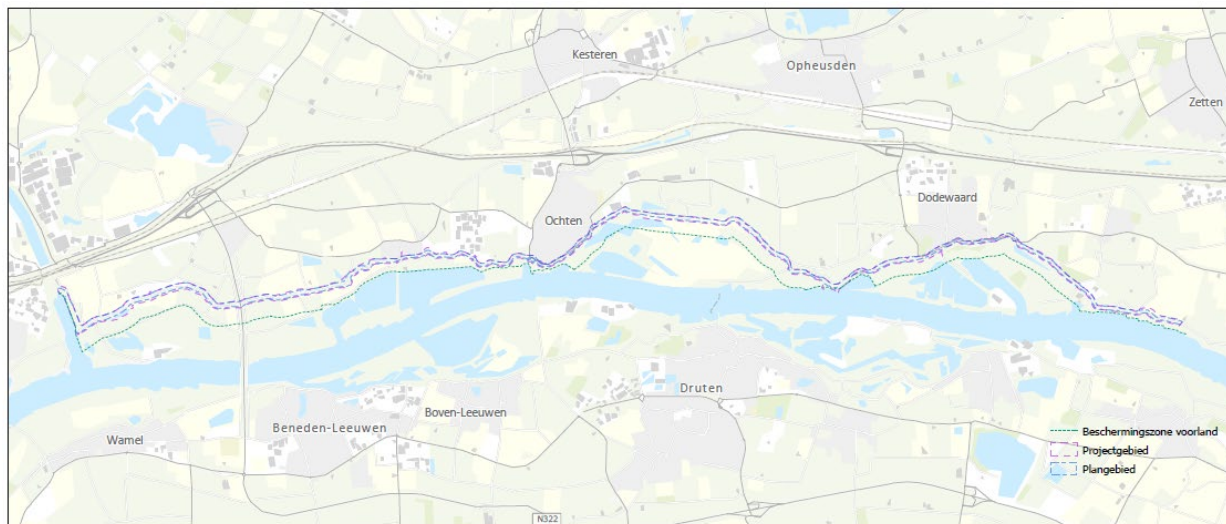 Kesteren
Opheusden
Zetten
Dodewaard
Ochten
Druten
Boven-Leeuwen
Beneden-Leeuwen
Wamel
Beschermingszone voorland
Projectgebied
Plangebied
N322